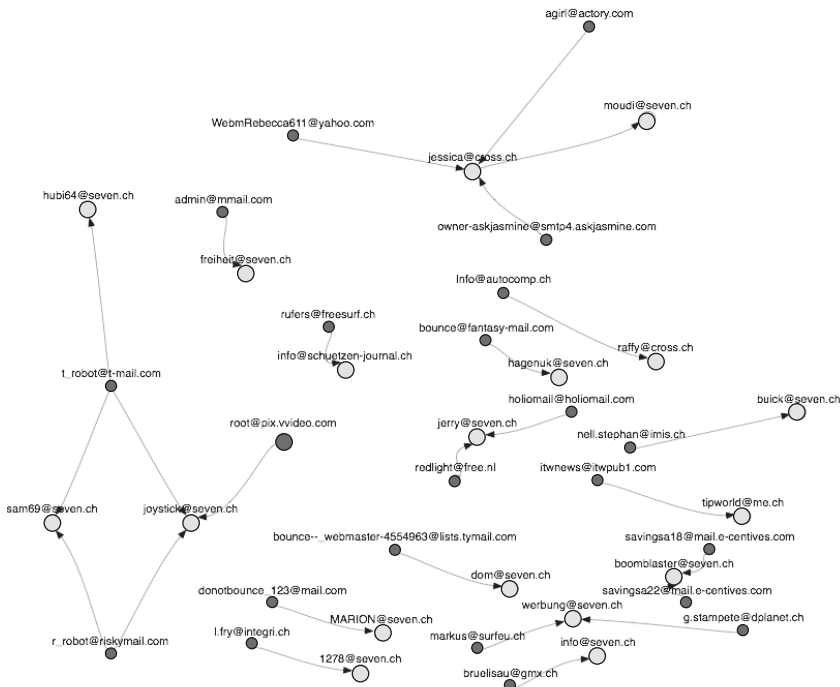 agirl@actory.com
moudi@seven.ch
WebmRebecca611@yahoo.com
jessica@cross.ch
hubi64@seven.ch
admin@mmail.com
owner-askjasmine@smtp4.askjasmine.com
freiheit@seven.ch
Info@autocomp.ch
rufers@freesurf.ch
bounce@fantasy-mail.com
raffy@cross.ch
info@schuetzen-journal.ch
hagenuk@seven.ch
t_robot@t-mail.com
holiomail@holiomail.com
buick@seven.ch
root@pix.vvideo.com
jerry@seven.ch
nell.stephan@imis.ch
redlight@free.nl
itwnews@itwpub1.com
tipworld@me.ch
sam69@seven.ch
joystick@seven.ch
bounce--_webmaster-4554963@lists.tymail.com
savingsa18@mail.e-centives.com
boomblaster@seven.ch
dom@seven.ch
donotbounce_123@mail.com
savingsa22@mail.e-centives.com
werbung@seven.ch
MARION@seven.ch
g.stampete@dplanet.ch
l.fry@integri.ch
markus@surfeu.ch
r_robot@riskymail.com
info@seven.ch
1278@seven.ch
bruelisau@gmx.ch